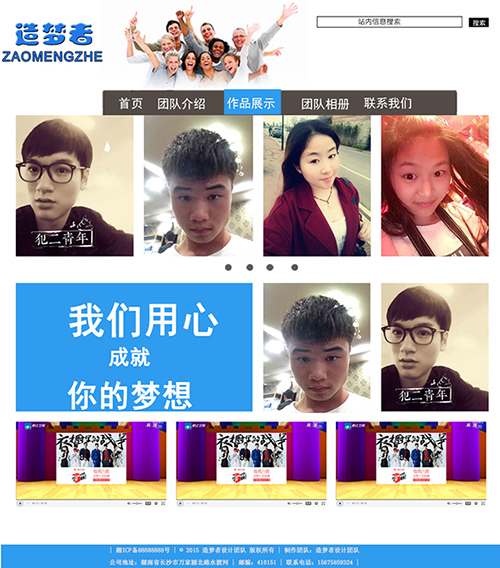 造梦者
ZAOMENGZHE
站内信息搜索
搜索
首页 团队介绍 作品展示 团队相册 联系我们
犯二青年
我们用心
成就
你的梦想
犯二青年
| 湘ICP备68888888号 | © 2015 造梦者设计团队 版权所有 | 制作团队：造梦者设计团队
公司地址：湖南省长沙市万家丽北路水渡河 | 邮编：410151 | 联系电话：15675859324 |